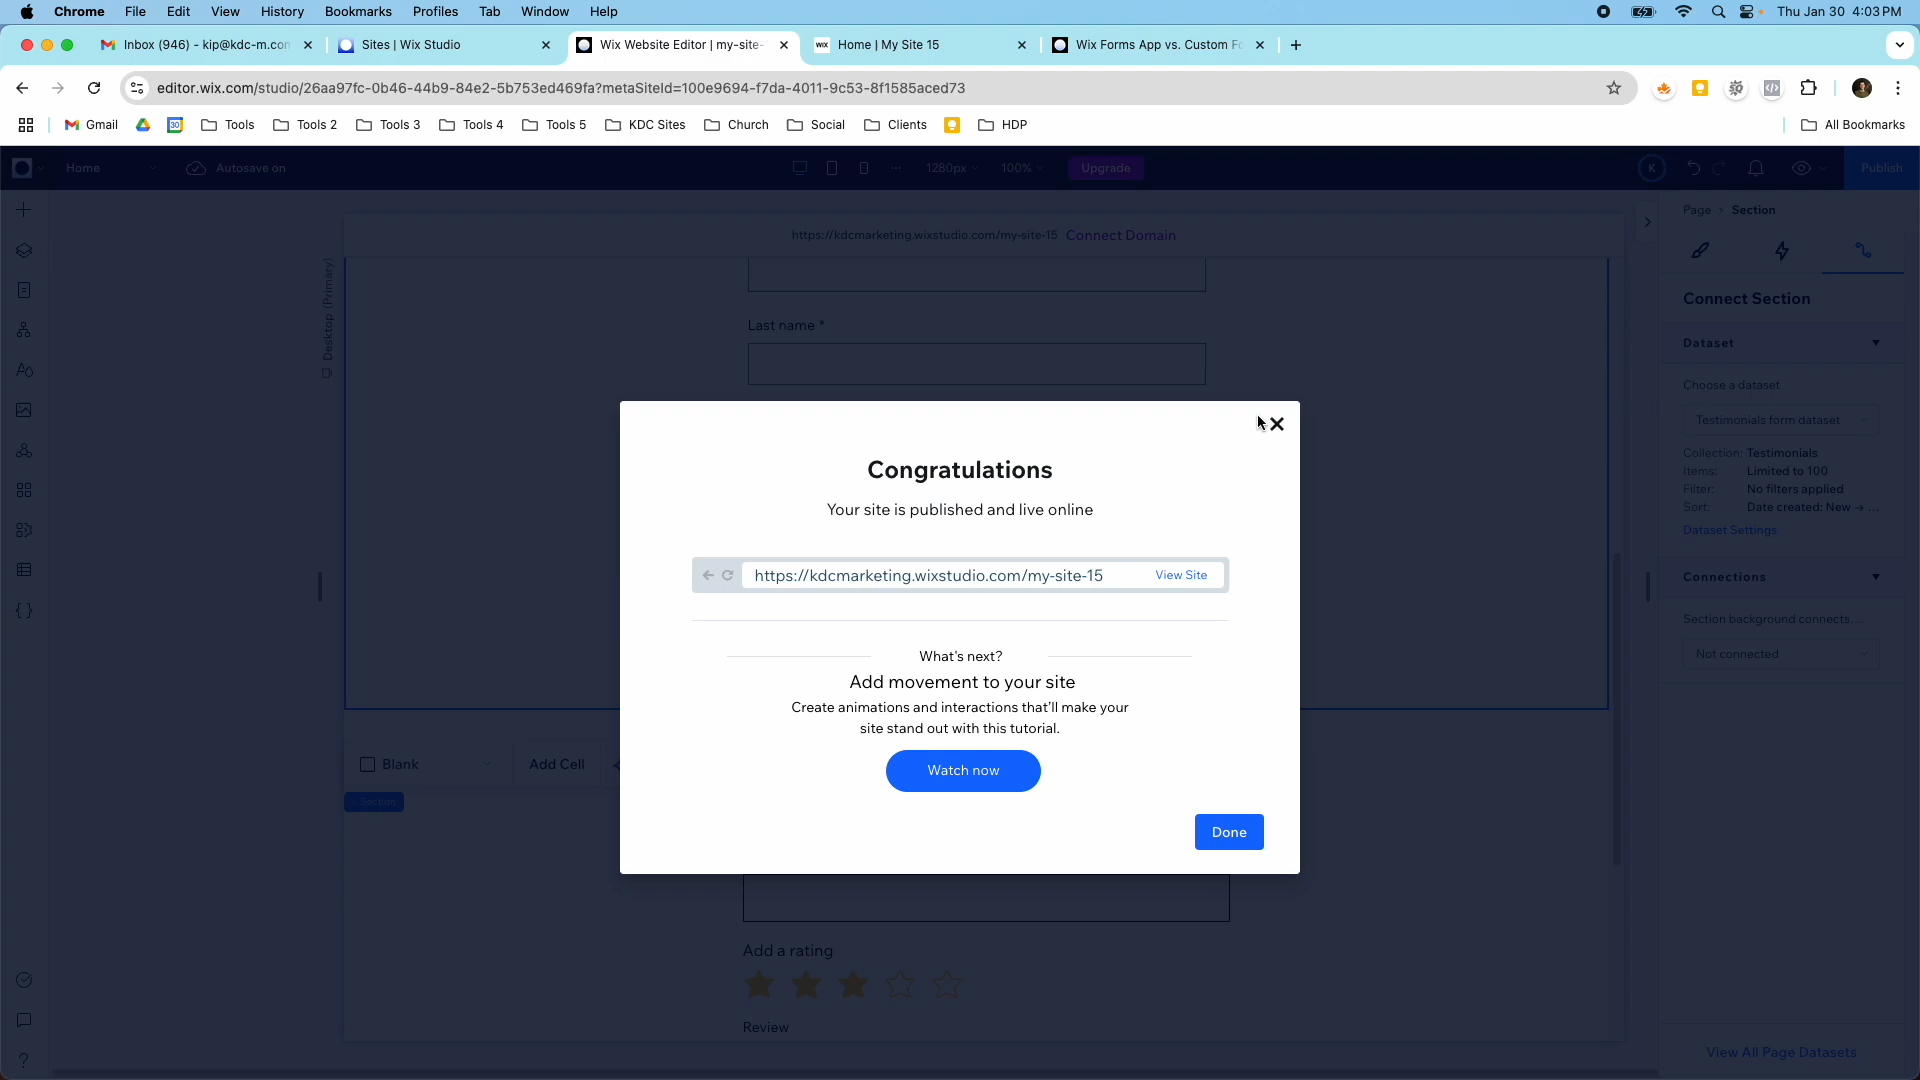 Chrome File Edit View History Bookmarks Profiles Tab Window Help
Thu Jan 30 4:03 PM
Inbox (946) - kip@kdc-m.con
Sites | Wix Studio
Wix Website Editor | my-site-
WIX Home | My Site 15
Wix Forms App vs. Custom Fo
editor.wix.com/studio/26aa97fc-0b46-44b9-84e2-5b753ed469fa?metaSiteId=100e9694-f7da-4011-9c53-8f1585aced73
Gmail 30 Tools Tools 2 Tools 3 Tools 4 Tools 5 KDC Sites Church Social Clients HDP All Bookmarks
Home Autosave on 1280px 100% Upgrade K Publish
Page > Section
https://kdcmarketing.wixstudio.com/my-site-15 Connect Domain
Desktop (Primary)
Last name *
Connect Section
Dataset
Choose a dataset
Testimonials form dataset
Collection: Testimonials
Items: Limited to 100
Filter: No filters applied
Sort: Date created: New → ...
Dataset Settings
Connections
Section background connects...
Not connected
View All Page Datasets
Congratulations
Your site is published and live online
https://kdcmarketing.wixstudio.com/my-site-15 View Site
What's next?
Add movement to your site
Create animations and interactions that'll make your
site stand out with this tutorial.
Watch now
Done
Blank Add Cell
Section
Add a rating
Review